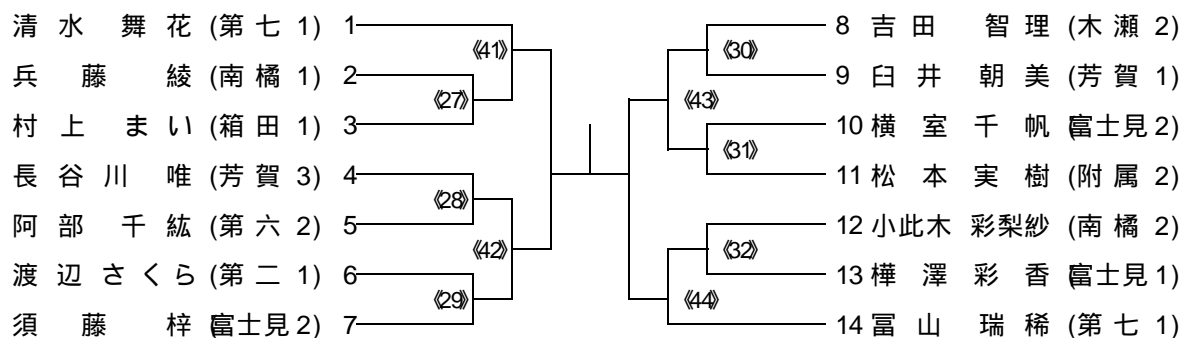 清水 舞花 (第七 1) 1
兵藤 綾 (南橘 1) 2
村上 まい (箱田 1) 3
長谷川 唯 (芳賀 3) 4
阿部 千紘 (第六 2) 5
渡辺さくら (第二 1) 6
須藤 梓 (富士見 2) 7
《41》
《27》
《28》
《42》
《29》
《30》
《43》
《31》
《32》
《44》
8 吉田 智理 (木瀬 2)
9 臼井 朝美 (芳賀 1)
10 横室 千帆 (富士見 2)
11 松本 実樹 (附属 2)
12 小此木 彩梨紗 (南橘 2)
13 樺澤 彩香 (富士見 1)
14 冨山 瑞稀 (第七 1)